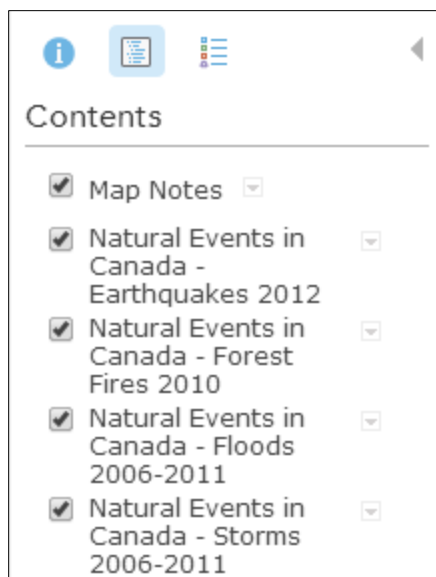 Contents
Map Notes
Natural Events in
Canada -
Earthquakes 2012
Natural Events in
Canada - Forest
Fires 2010
Natural Events in
Canada - Floods
2006-2011
Natural Events in
Canada - Storms
2006-2011